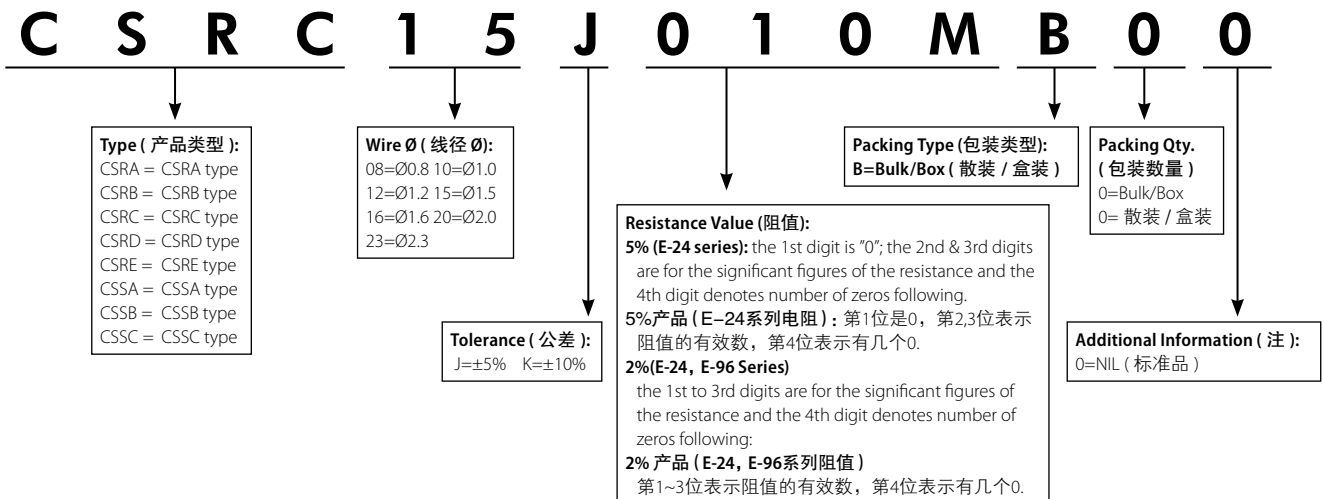 C S R C 1 5 J 0 1 0 M B 0 0
Type ( 产品类型 ):
CSRA = CSRA type
CSRB = CSRB type
CSRC = CSRC type
CSRD = CSRD type
CSRE = CSRE type
CSSA = CSSA type
CSSB = CSSB type
CSSC = CSSC type
Wire Ø ( 线径 Ø):
08=Ø0.8 10=Ø1.0
12=Ø1.2 15=Ø1.5
16=Ø1.6 20=Ø2.0
23=Ø2.3
Tolerance ( 公差 ):
J=±5% K=±10%
Resistance Value (阻值):
5% (E-24 series): the 1st digit is "0"; the 2nd & 3rd digits
are for the significant figures of the resistance and the
4th digit denotes number of zeros following.
5%产品 ( E-24系列电阻 ) : 第1位是0，第2,3位表示
阻值的有效数，第4位表示有几个0.
2%(E-24, E-96 Series)
the 1st to 3rd digits are for the significant figures of
the resistance and the 4th digit denotes number of
zeros following:
2% 产品 ( E-24, E-96系列阻值 )
第1~3位表示阻值的有效数，第4位表示有几个0.
Packing Type (包装类型):
B=Bulk/Box ( 散装 / 盒装 )
Packing Qty.
( 包装数量 )
0=Bulk/Box
0= 散装 / 盒装
Additional Information ( 注 ):
0=NIL ( 标准品 )